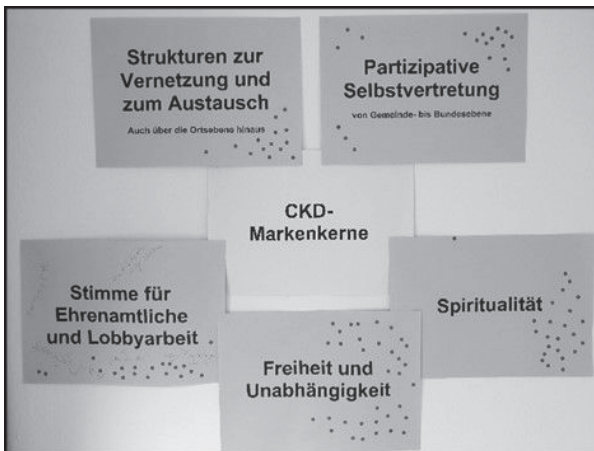 Strukturen zur
Vernetzung und
zum Austausch
Auch über die Ortsebene hinaus
Partizipative
Selbstvertretung
von Gemeinde- bis Bundesebene
CKD-
Markenkerne
Stimme für
Ehrenamtliche
und Lobbyarbeit
Freiheit und
Unabhängigkeit
Spiritualität